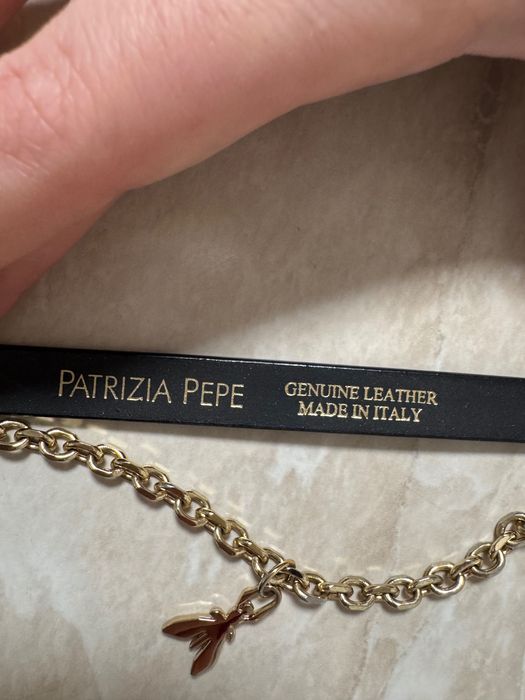 PATRIZIA PEPE
GENUINE LEATHER
MADE IN ITALY